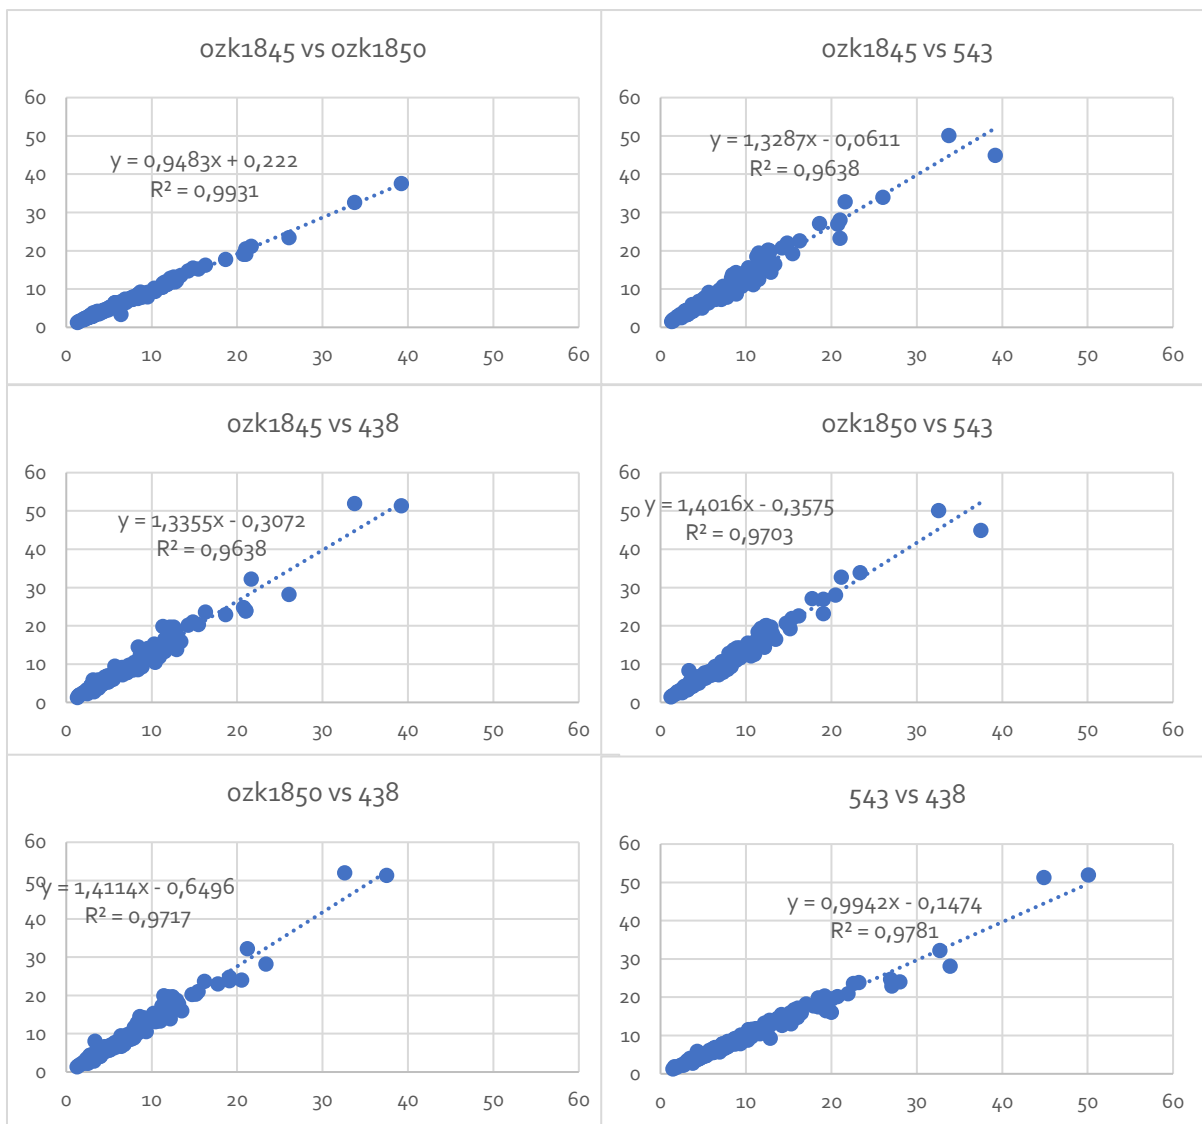 ozk1845 vs ozk1850
60
50
40
30
20
10
0
y = 0,9483x + 0,222
R² = 0,9931
0 10 20 30 40 50 60
ozk1845 vs 543
60
50
40
30
20
10
0
y = 1,3287x - 0,0611
R² = 0,9638
0 10 20 30 40 50 60
ozk1845 vs 438
60
50
40
30
20
10
0
y = 1,3355x - 0,3072
R² = 0,9638
0 10 20 30 40 50 60
ozk1850 vs 543
60
50
40
30
20
10
0
y = 1,4016x - 0,3575
R² = 0,9703
0 10 20 30 40 50 60
ozk1850 vs 438
60
50
40
30
20
10
0
y = 1,4114x - 0,6496
R² = 0,9717
0 10 20 30 40 50 60
543 vs 438
60
50
40
30
20
10
0
y = 0,9942x - 0,1474
R² = 0,9781
0 10 20 30 40 50 60